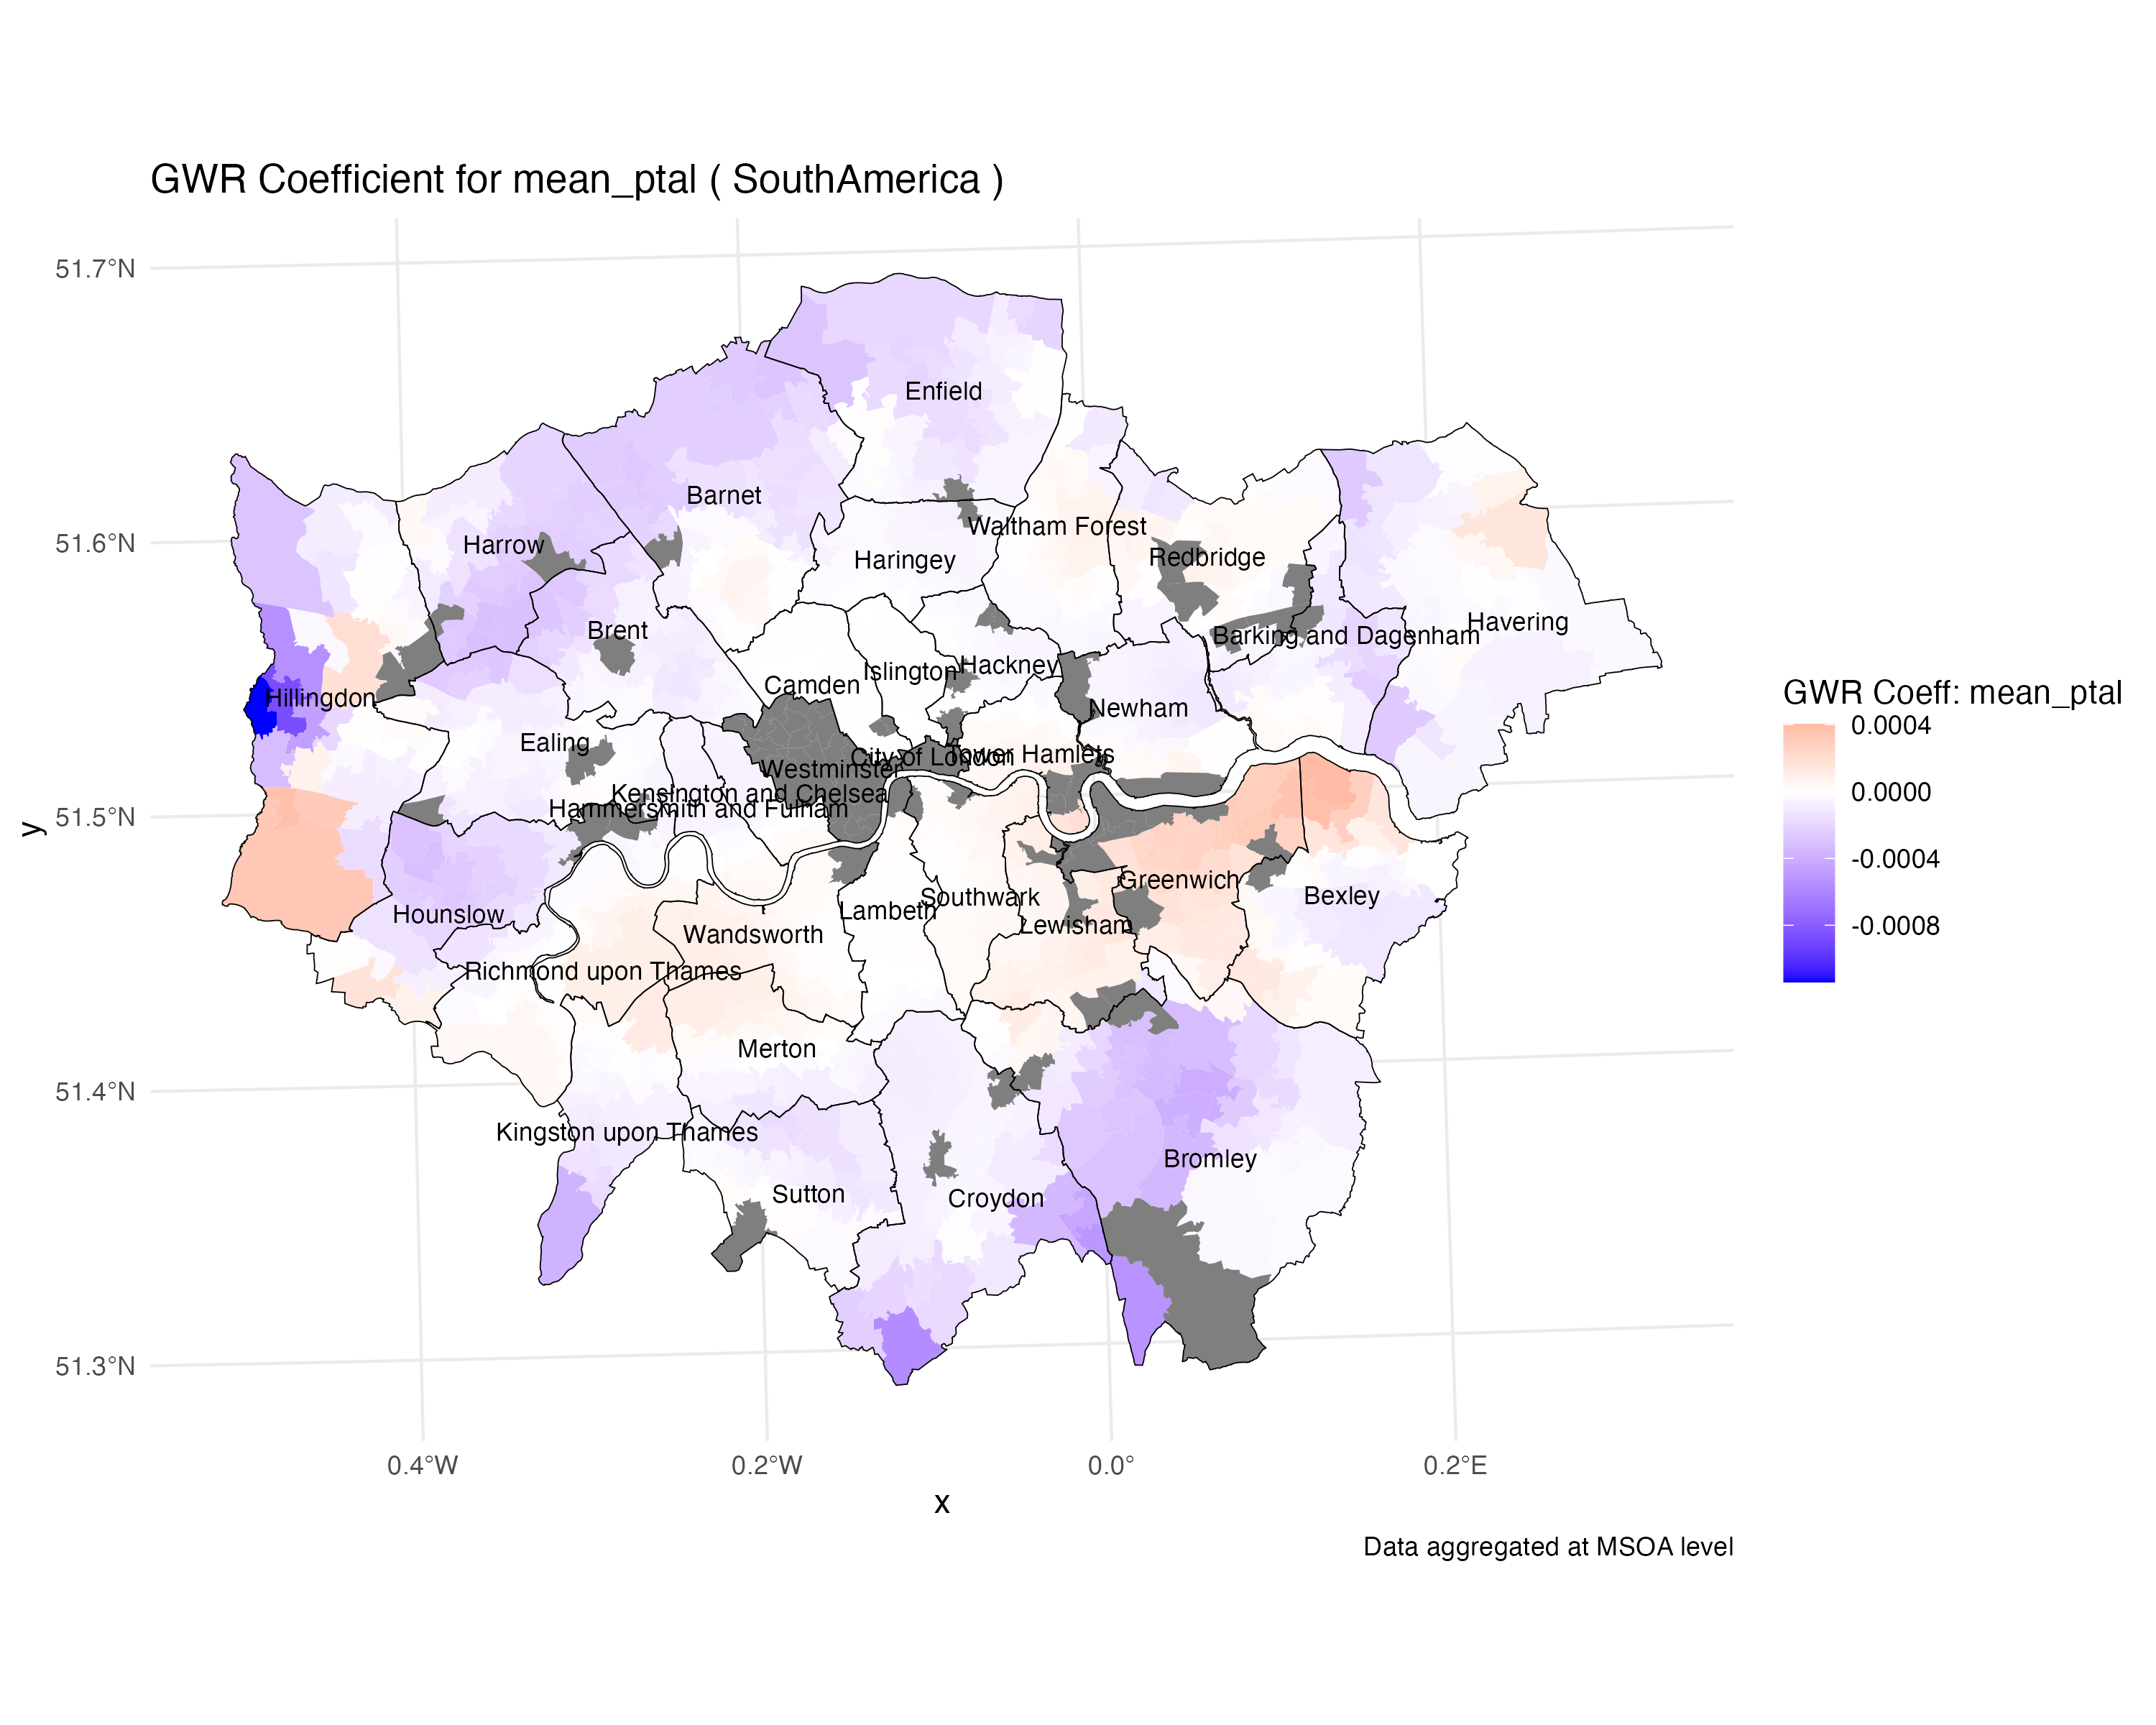 GWR Coefficient for mean_ptal ( SouthAmerica )
51.7°N
51.6°N
51.5°N
51.4°N
51.3°N
y
Enfield
Barnet
Waltham Forest
Harrow
Haringey
Redbridge
Brent
Havering
Barking and Dagenham
Islington
Hackney
Camden
Hillingdon
Newham
Ealing
City of London
Tower Hamlets
Westminster
Kensington and Chelsea
Hammersmith and Fulham
Greenwich
Southwark
Bexley
Hounslow
Lambeth
Lewisham
Wandsworth
Richmond upon Thames
Merton
Kingston upon Thames
Bromley
Sutton
Croydon
0.4°W
0.2°W
0.0°
0.2°E
x
GWR Coeff: mean_ptal
0.0004
0.0000
-0.0004
-0.0008
Data aggregated at MSOA level